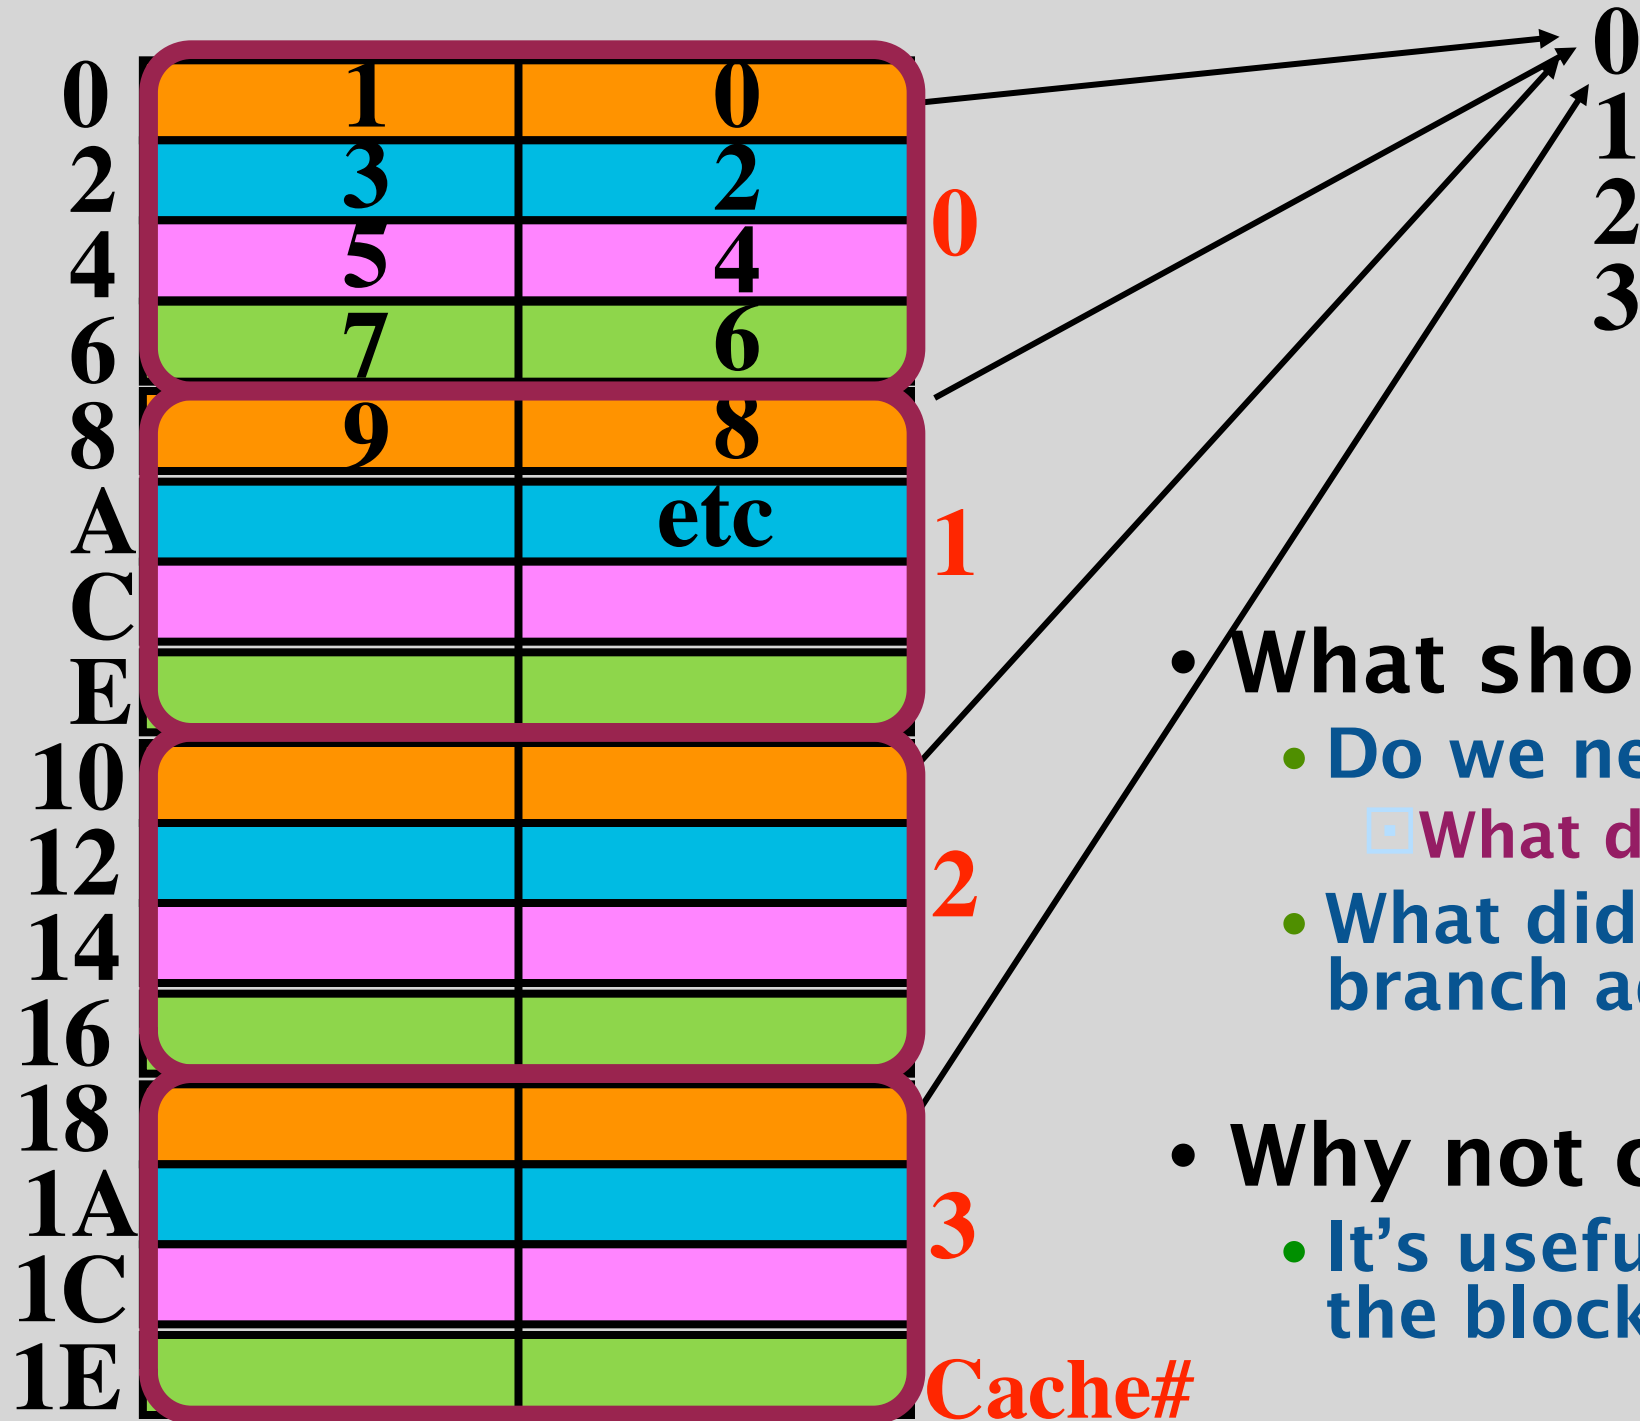 0 1 0
2 3 2
4 5 4
6 7 6
0
8 9 8
A etc
1
C
E
10
12
2
14
16
18
1A
3
1C
1E
Cache#
0
1
2
3
• What sho
• Do we ne
What d
• What did
branch a
• Why not
• It's usefu
the block